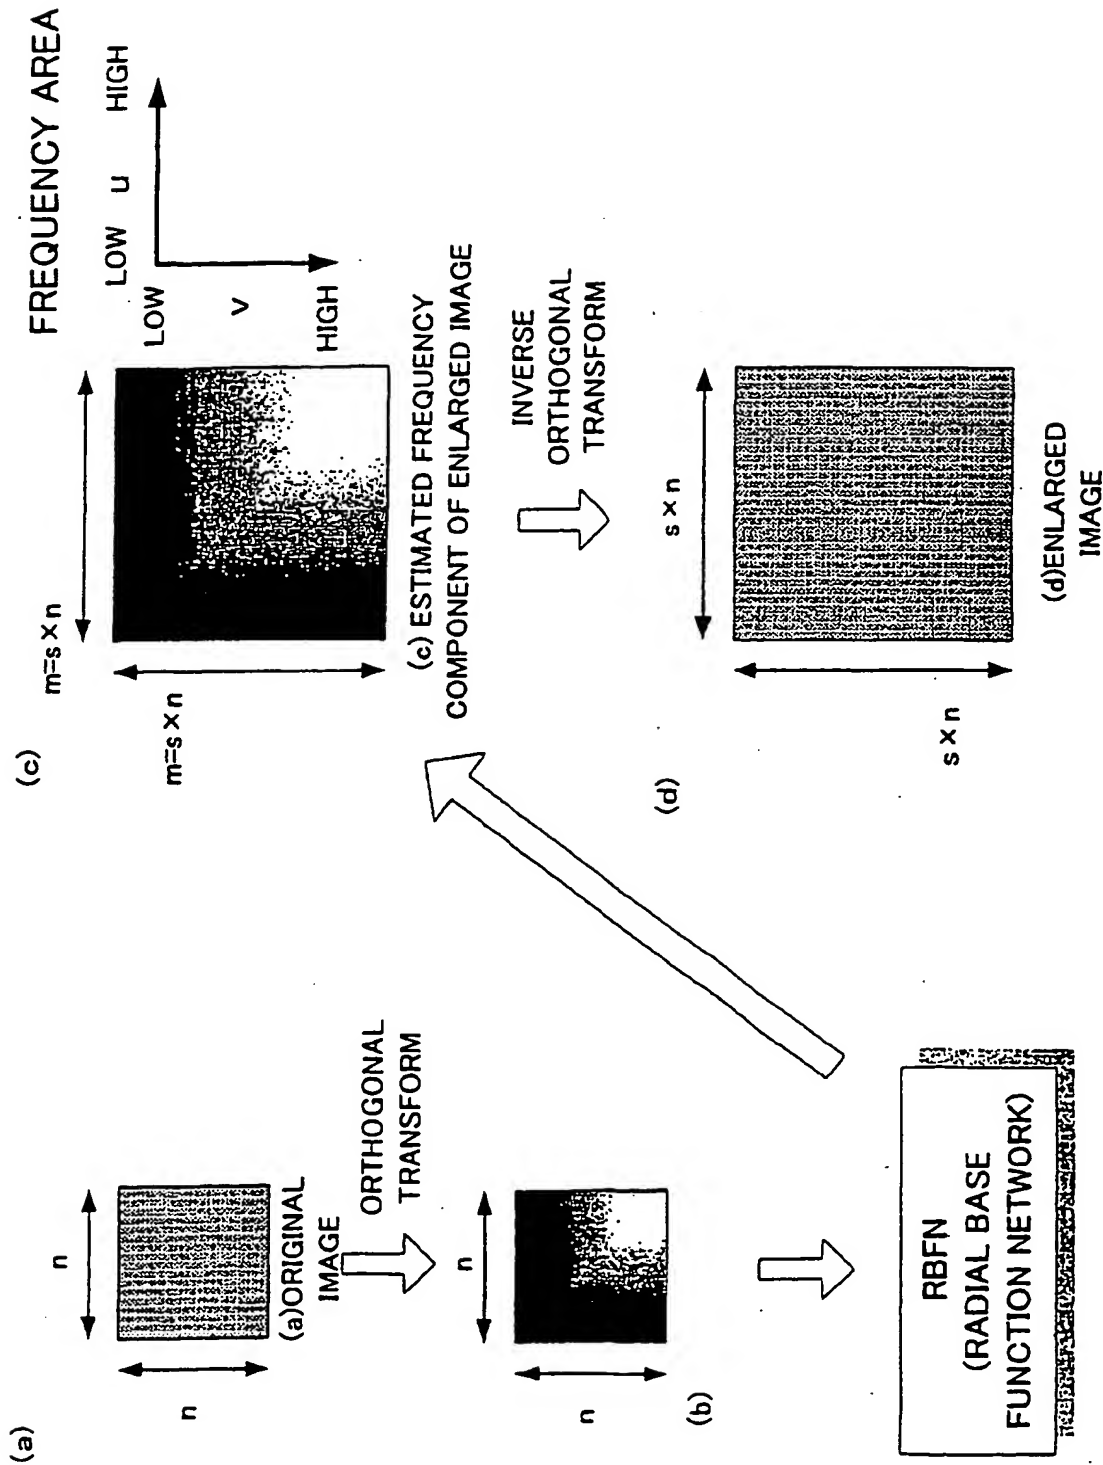 (a)
n
n
(a)ORIGINAL
IMAGE
ORTHOGONAL
TRANSFORM
n
n
(b)
RBFN
(RADIAL BASE
FUNCTION NETWORK)
(c)
m=s×n
m=s×n
FREQUENCY AREA
LOW u HIGH
LOW
v
HIGH
(c) ESTIMATED FREQUENCY
COMPONENT OF ENLARGED IMAGE
INVERSE
ORTHOGONAL
TRANSFORM
(d)
s×n
s×n
(d)ENLARGED
IMAGE